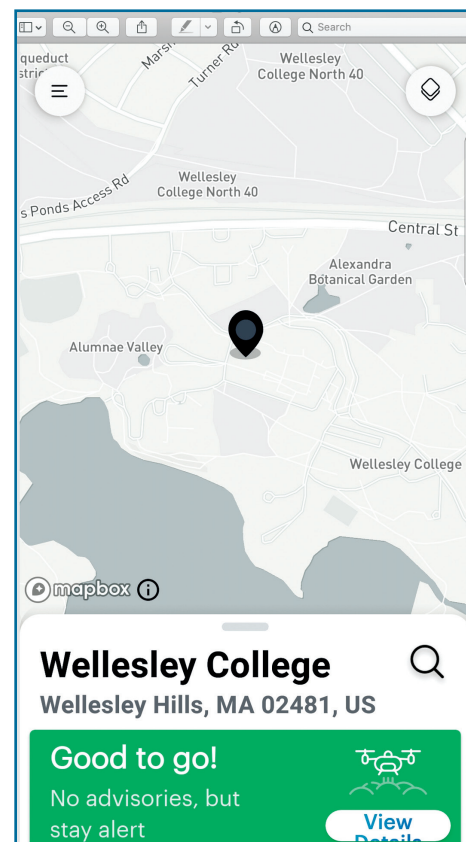 Search
queduct
Turner Rd
Wellesley
College North 40
Wellesley
College North 40
s Ponds Access Rd
Central St
Alexandra
Botanical Garden
Alumnae Valley
Wellesley College
mapbox
Wellesley College
Wellesley Hills, MA 02481, US
Good to go!
No advisories, but
stay alert
View
Details